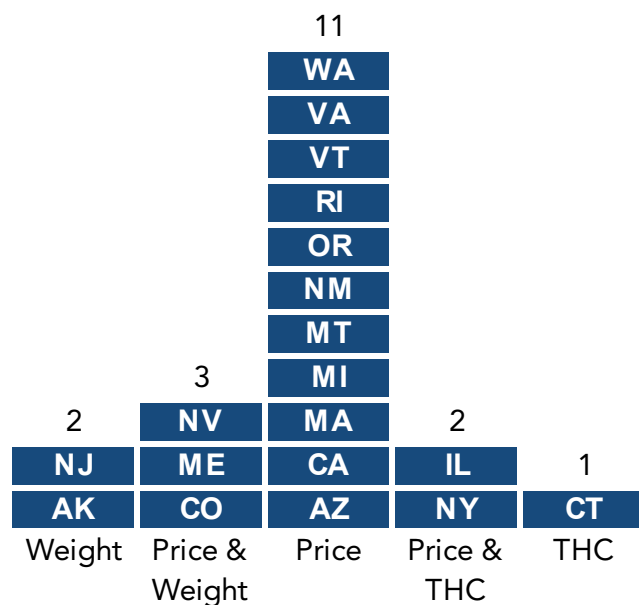 11
WA
VA
VT
RI
OR
NM
MT
3
MI
2
NV
MA
2
NJ
ME
CA
IL
1
AK
CO
AZ
NY
CT
Weight
Price &
Weight
Price
Price &
THC
THC